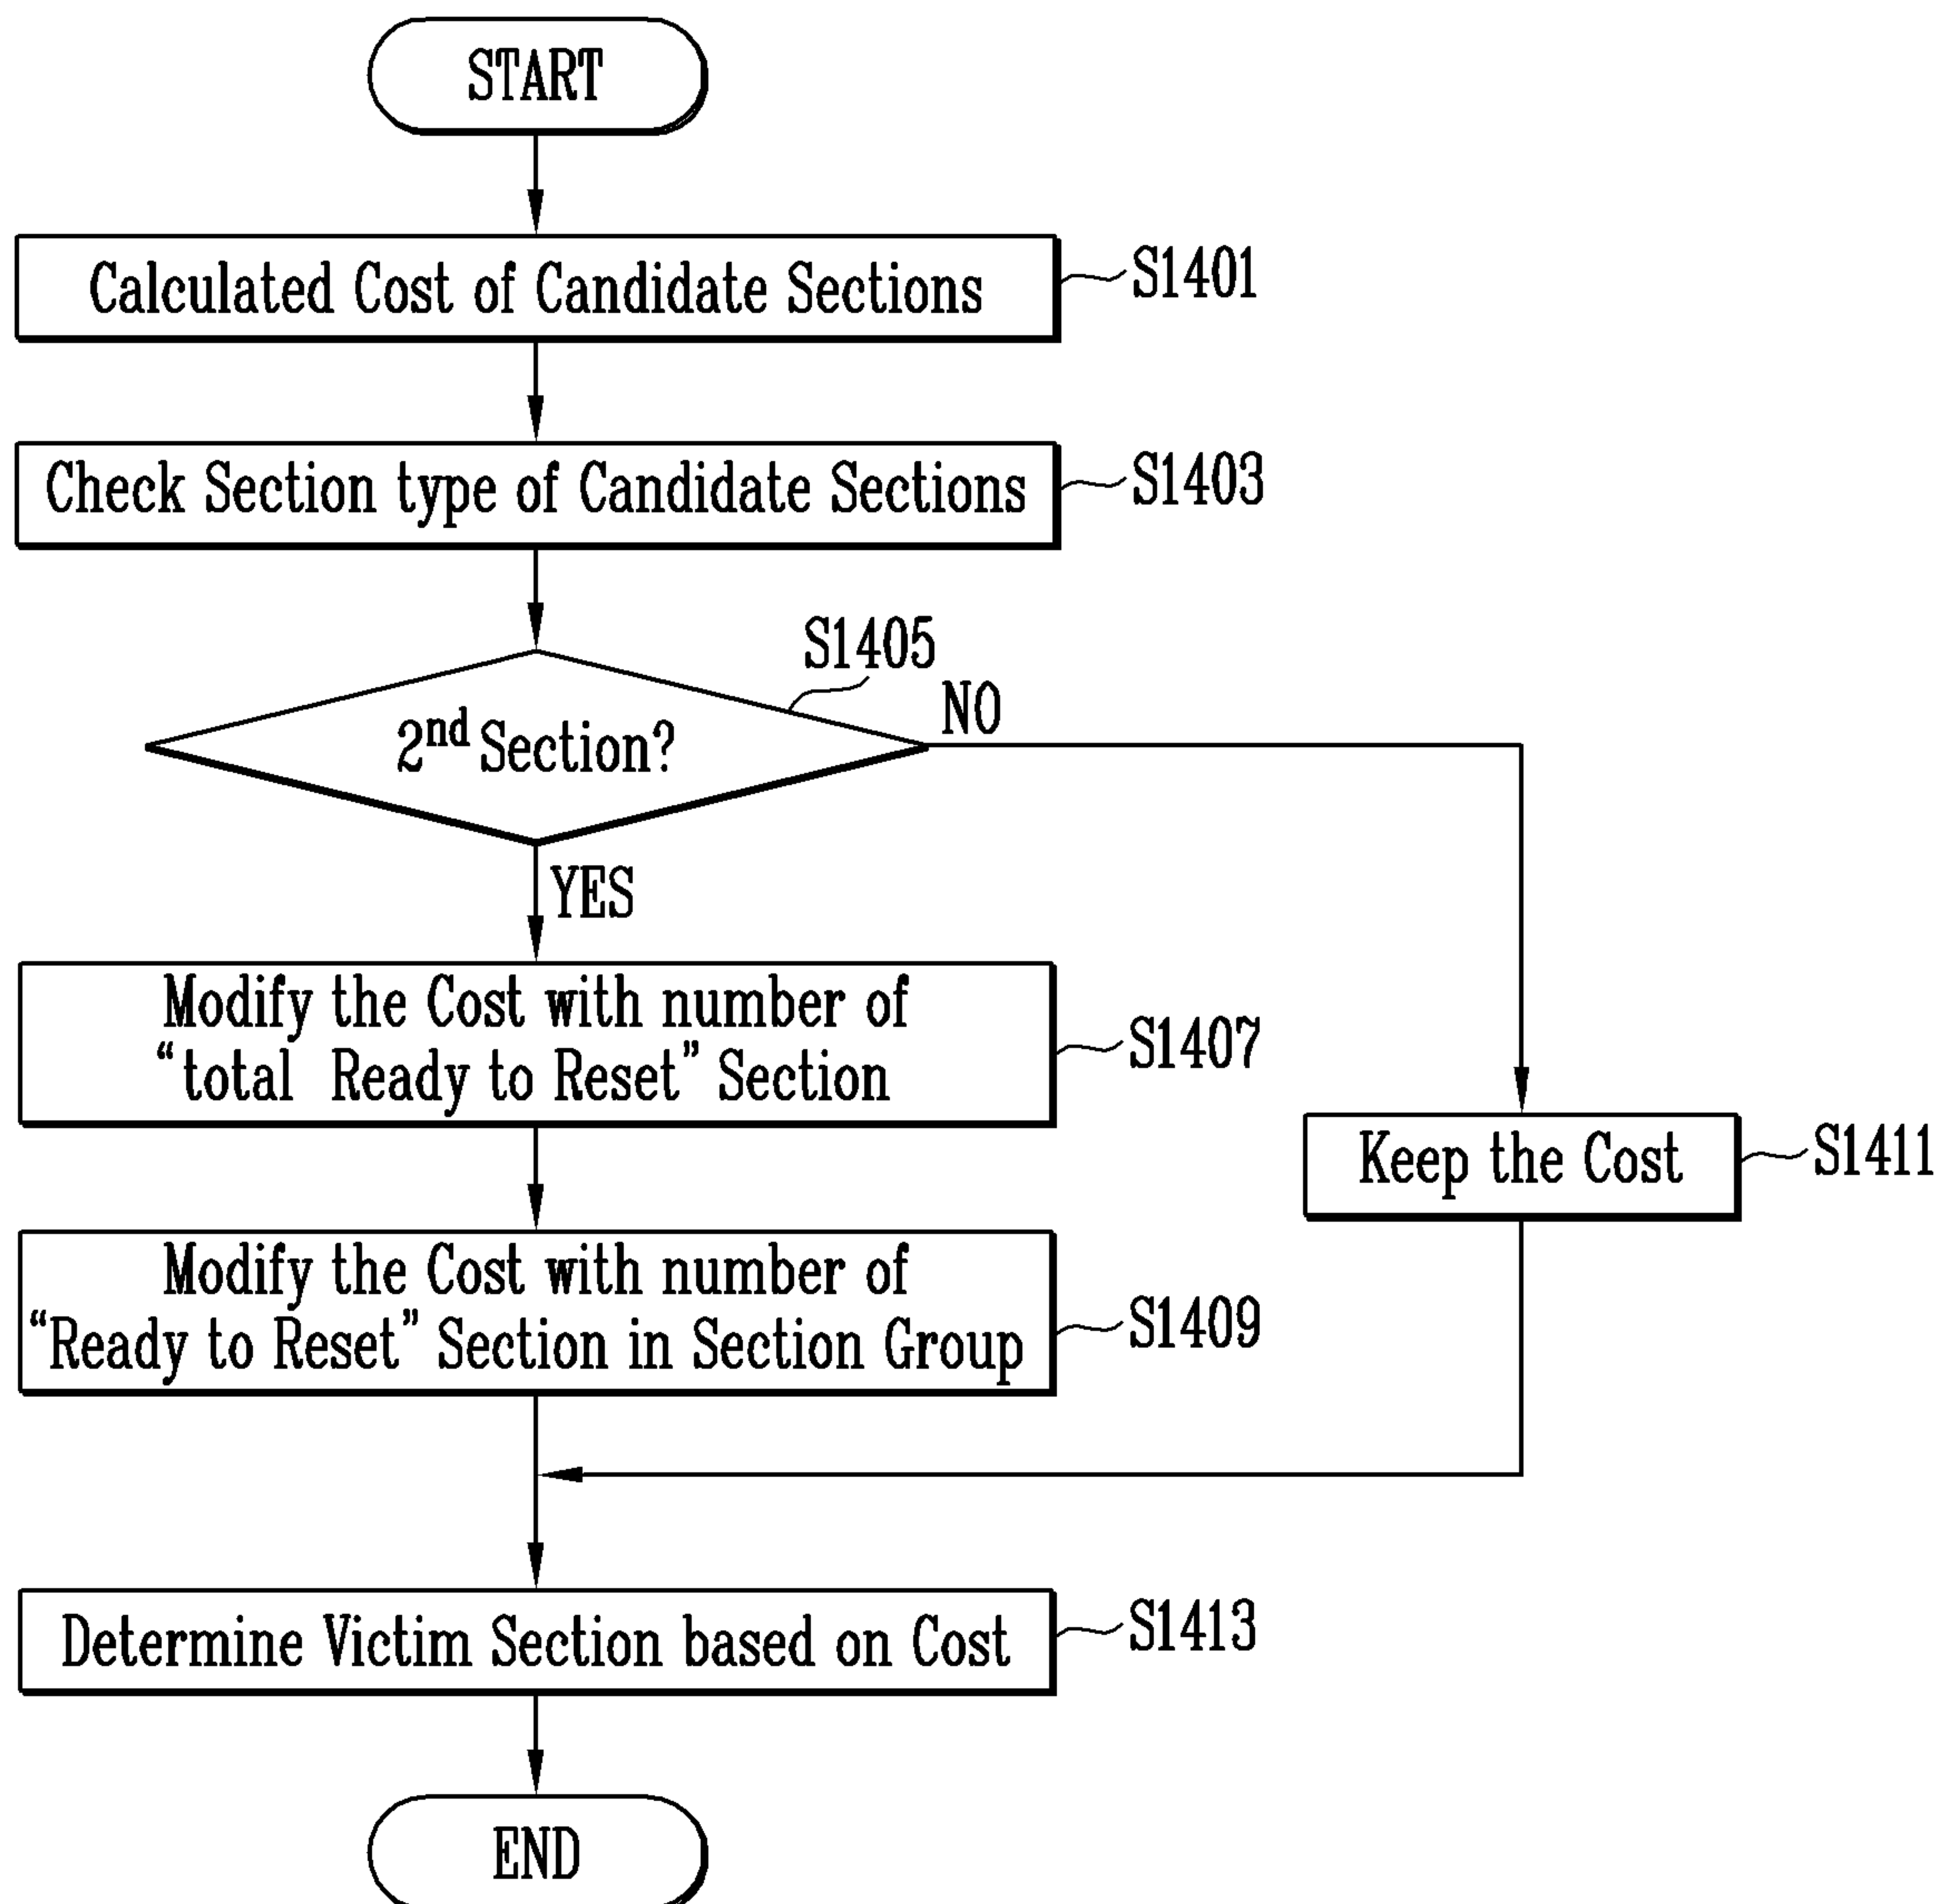 START
Calculated Cost of Candidate Sections
S1401
Check Section type of Candidate Sections
S1403
S1405
2nd Section?
NO
YES
Modify the Cost with number of
“total Ready to Reset” Section
S1407
Keep the Cost
S1411
Modify the Cost with number of
“Ready to Reset” Section in Section Group
S1409
Determine Victim Section based on Cost
S1413
END